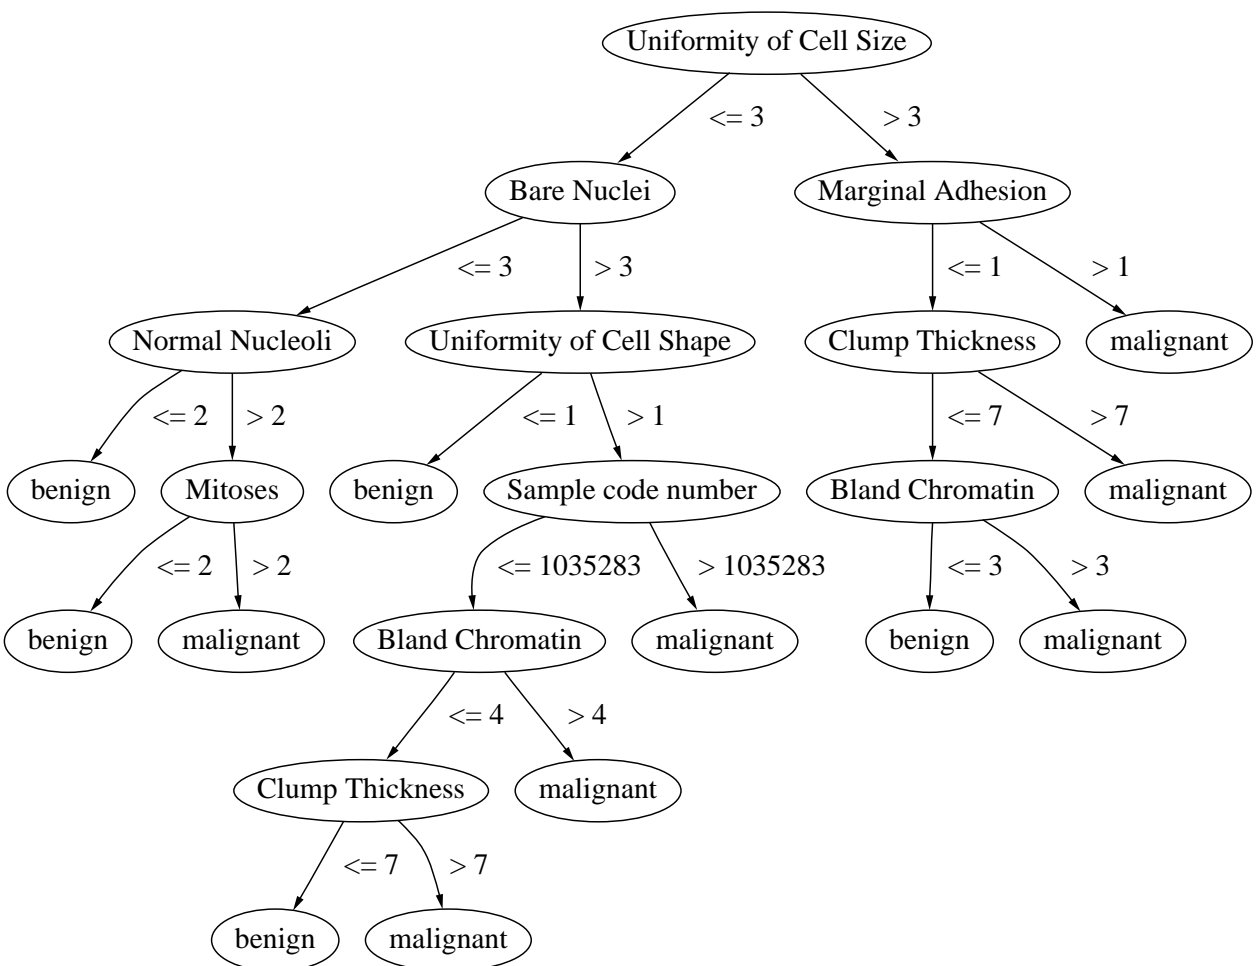 Uniformity of Cell Size
<= 3
> 3
Bare Nuclei
Marginal Adhesion
<= 3
> 3
<= 1
> 1
Normal Nucleoli
Uniformity of Cell Shape
Clump Thickness
malignant
<= 2
> 2
<= 1
> 1
<= 7
> 7
benign
Mitoses
benign
Sample code number
Bland Chromatin
malignant
<= 2
> 2
<= 1035283
> 1035283
<= 3
> 3
benign
malignant
Bland Chromatin
malignant
benign
malignant
<= 4
> 4
Clump Thickness
malignant
<= 7
> 7
benign
malignant